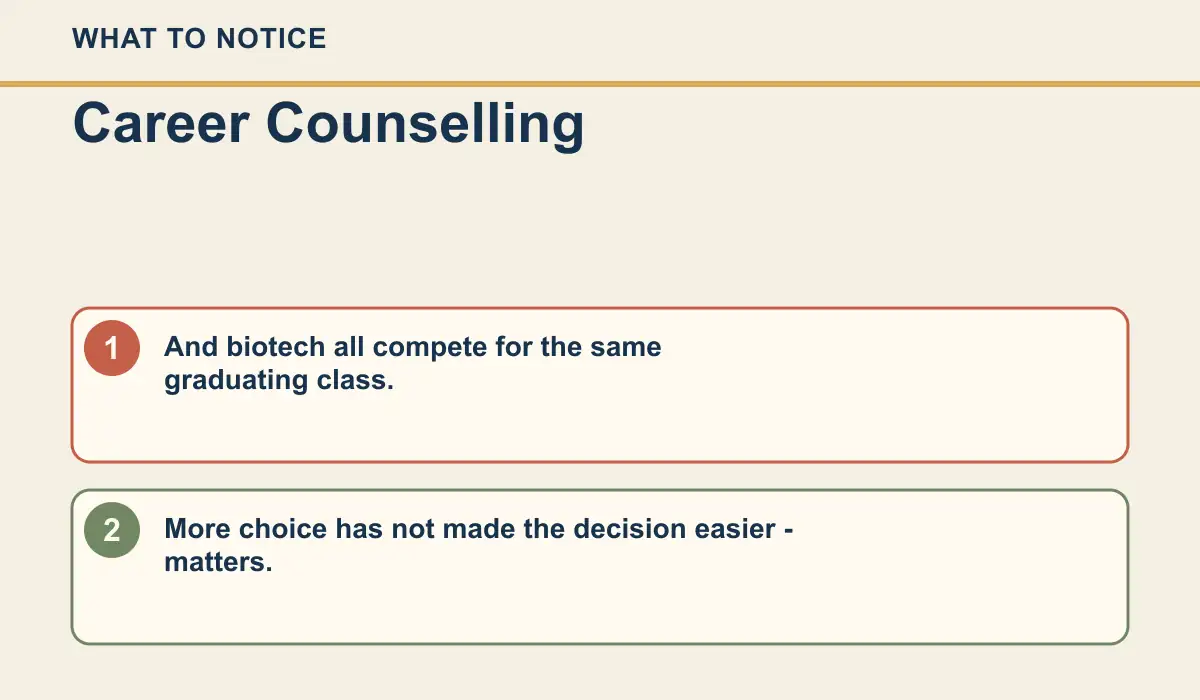 WHAT TO NOTICE
Career Counselling
1
And biotech all compete for the same
graduating class.
2
More choice has not made the decision easier -
matters.